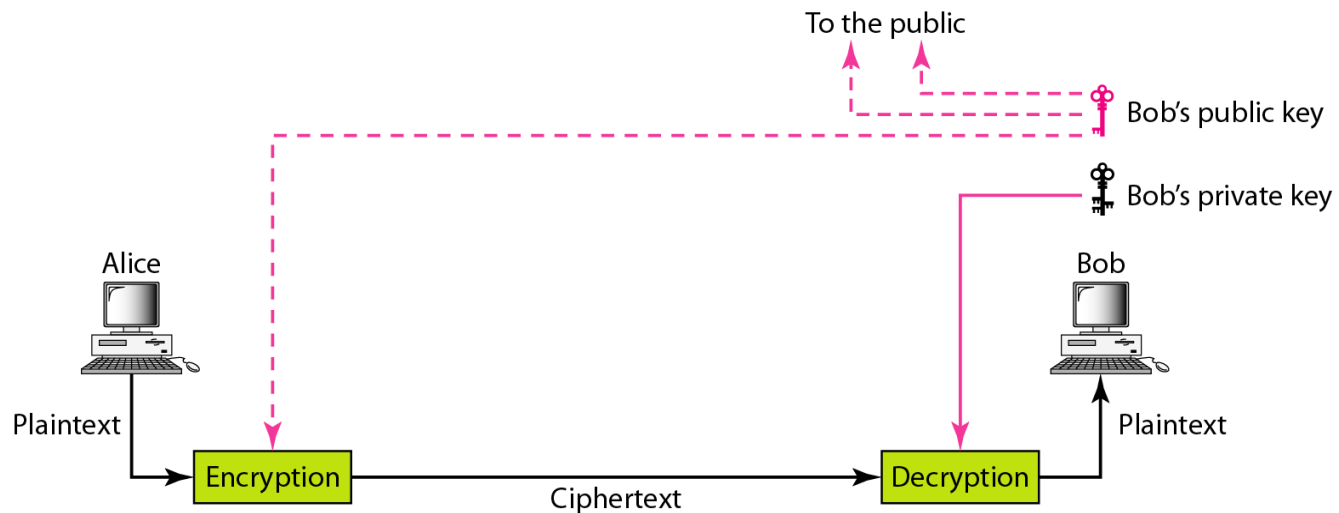 To the public
Bob’s public key
Bob’s private key
Alice
Bob
Plaintext
Plaintext
Encryption
Decryption
Ciphertext